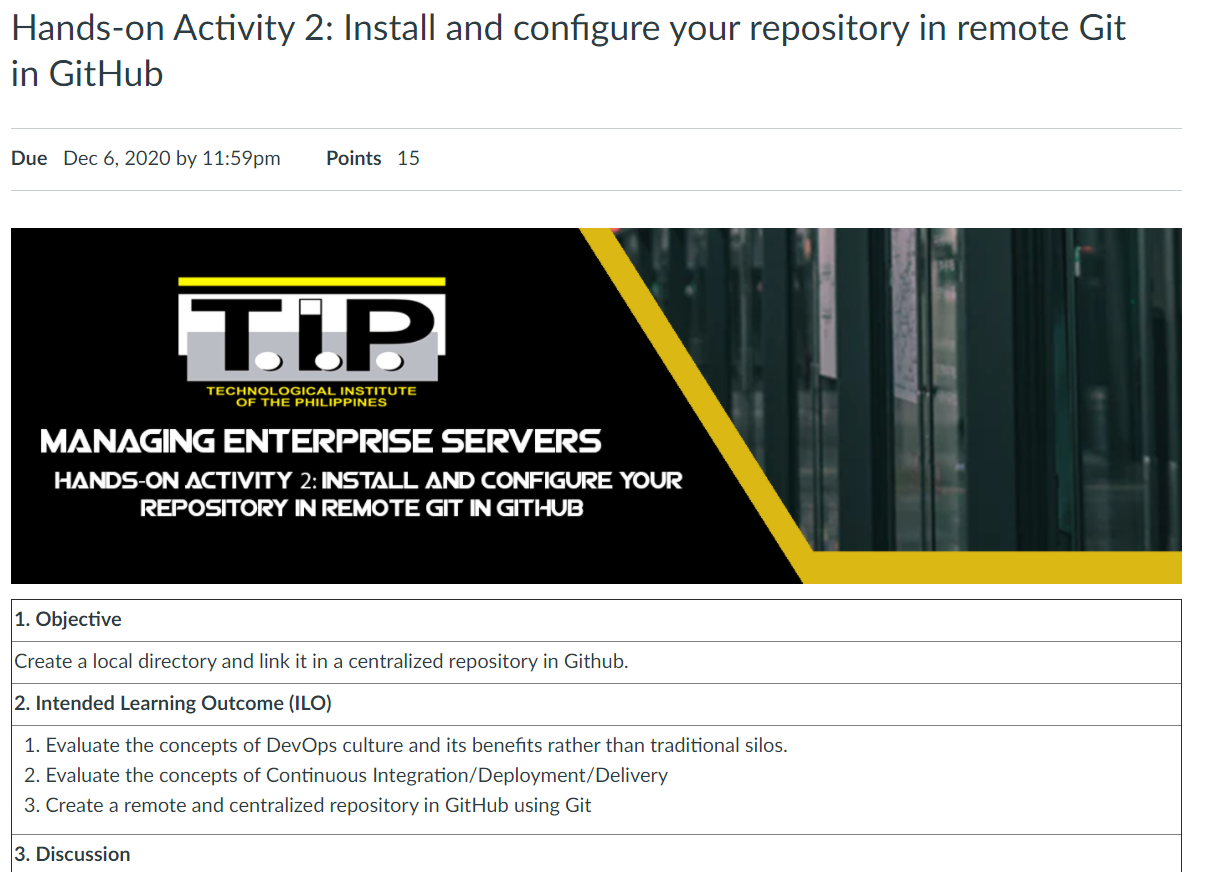 Hands-on Activity 2: Install and configure your repository in remote Git
in GitHub
Due Dec 6, 2020 by 11:59pm Points 15
T.I.P.
TECHNOLOGICAL INSTITUTE
OF THE PHILIPPINES
MANAGING ENTERPRISE SERVERS
HANDS-ON ACTIVITY 2: INSTALL AND CONFIGURE YOUR
REPOSITORY IN REMOTE GIT IN GITHUB
1. Objective
Create a local directory and link it in a centralized repository in Github.
2. Intended Learning Outcome (ILO)
1. Evaluate the concepts of DevOps culture and its benefits rather than traditional silos.
2. Evaluate the concepts of Continuous Integration/Deployment/Delivery
3. Create a remote and centralized repository in GitHub using Git
3. Discussion